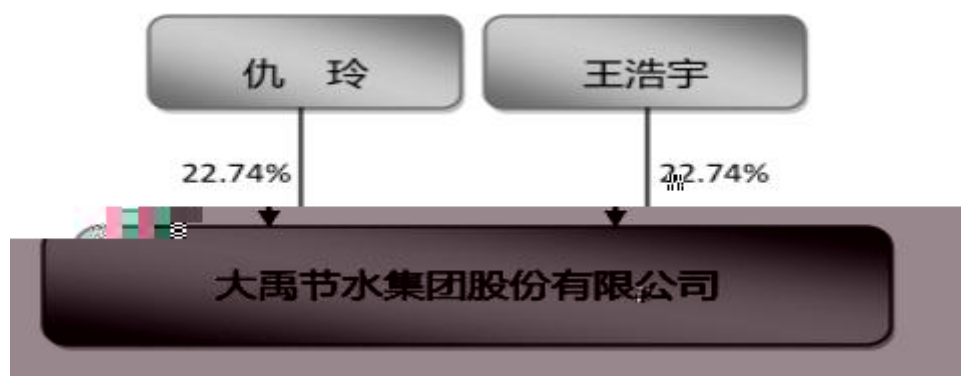 仇 玲
王浩宇
22.74%
22.74%
大禹节水集团股份有限公司